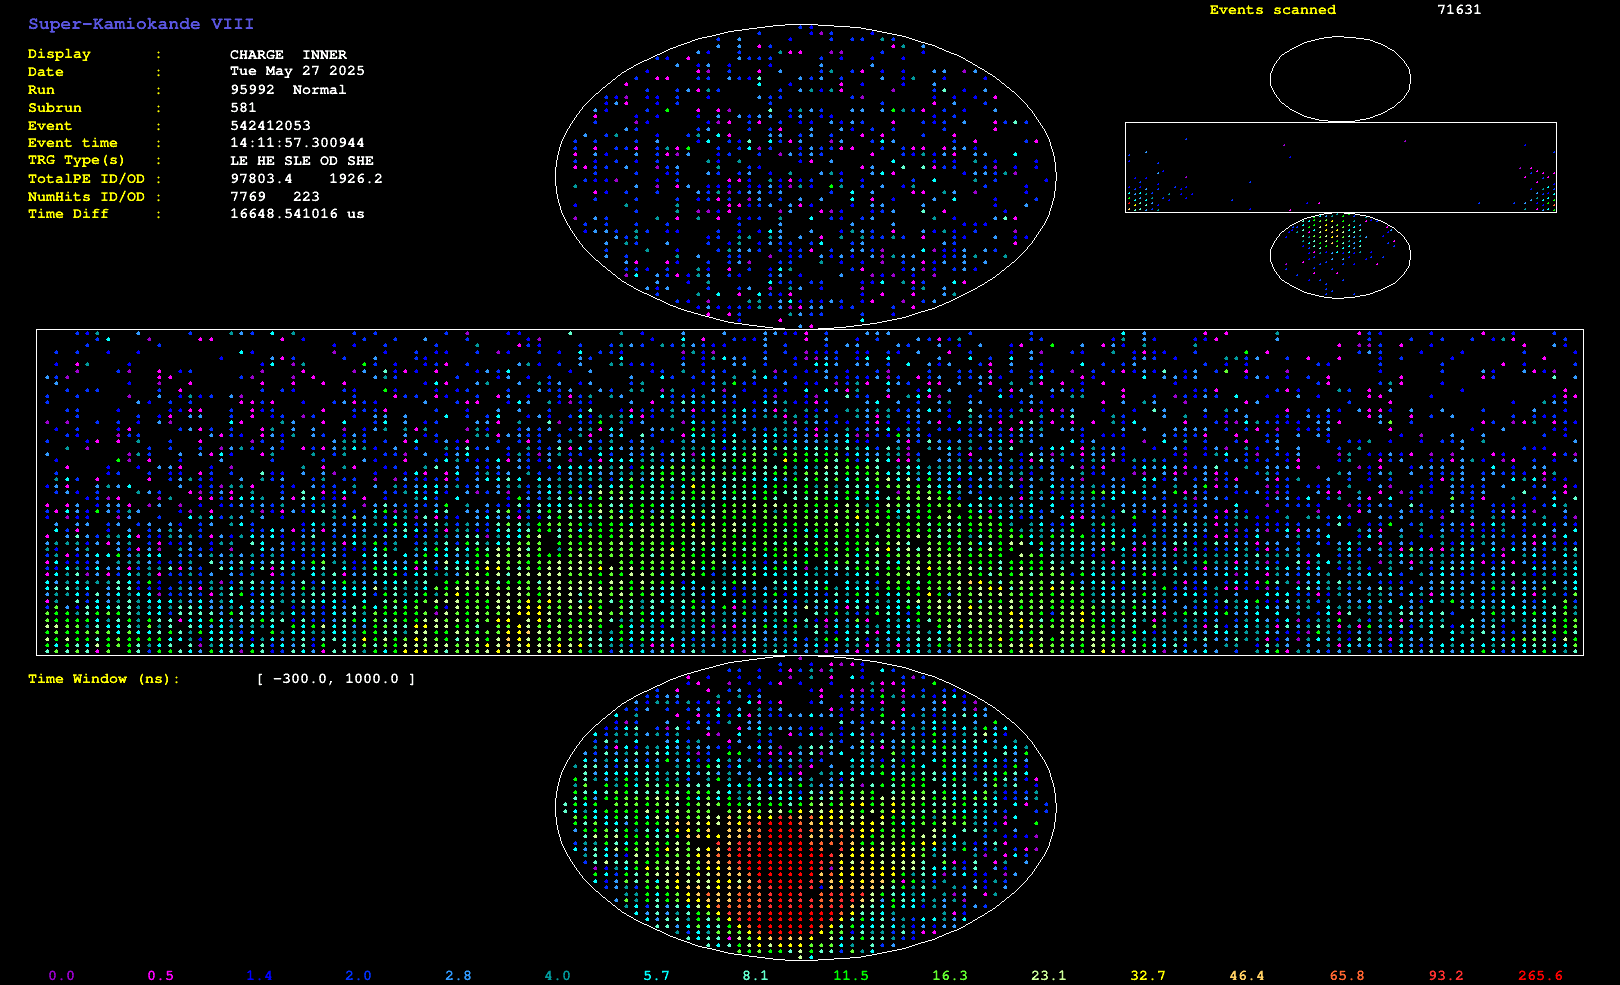 Super-Kamiokande VIII
Events scanned 71631
Display : CHARGE INNER
Date : Tue May 27 2025
Run : 95992 Normal
Subrun : 581
Event : 542412053
Event time : 14:11:57.300944
TRG Type(s) : LE HE SLE OD SHE
TotalPE ID/OD : 97803.4 1926.2
NumHits ID/OD : 7769 223
Time Diff : 16648.541016 us
Time Window (ns): [ -300.0, 1000.0 ]
0.0 0.5 1.4 2.0 2.8 4.0 5.7 8.1 11.5 16.3 23.1 32.7 46.4 65.8 93.2 265.6